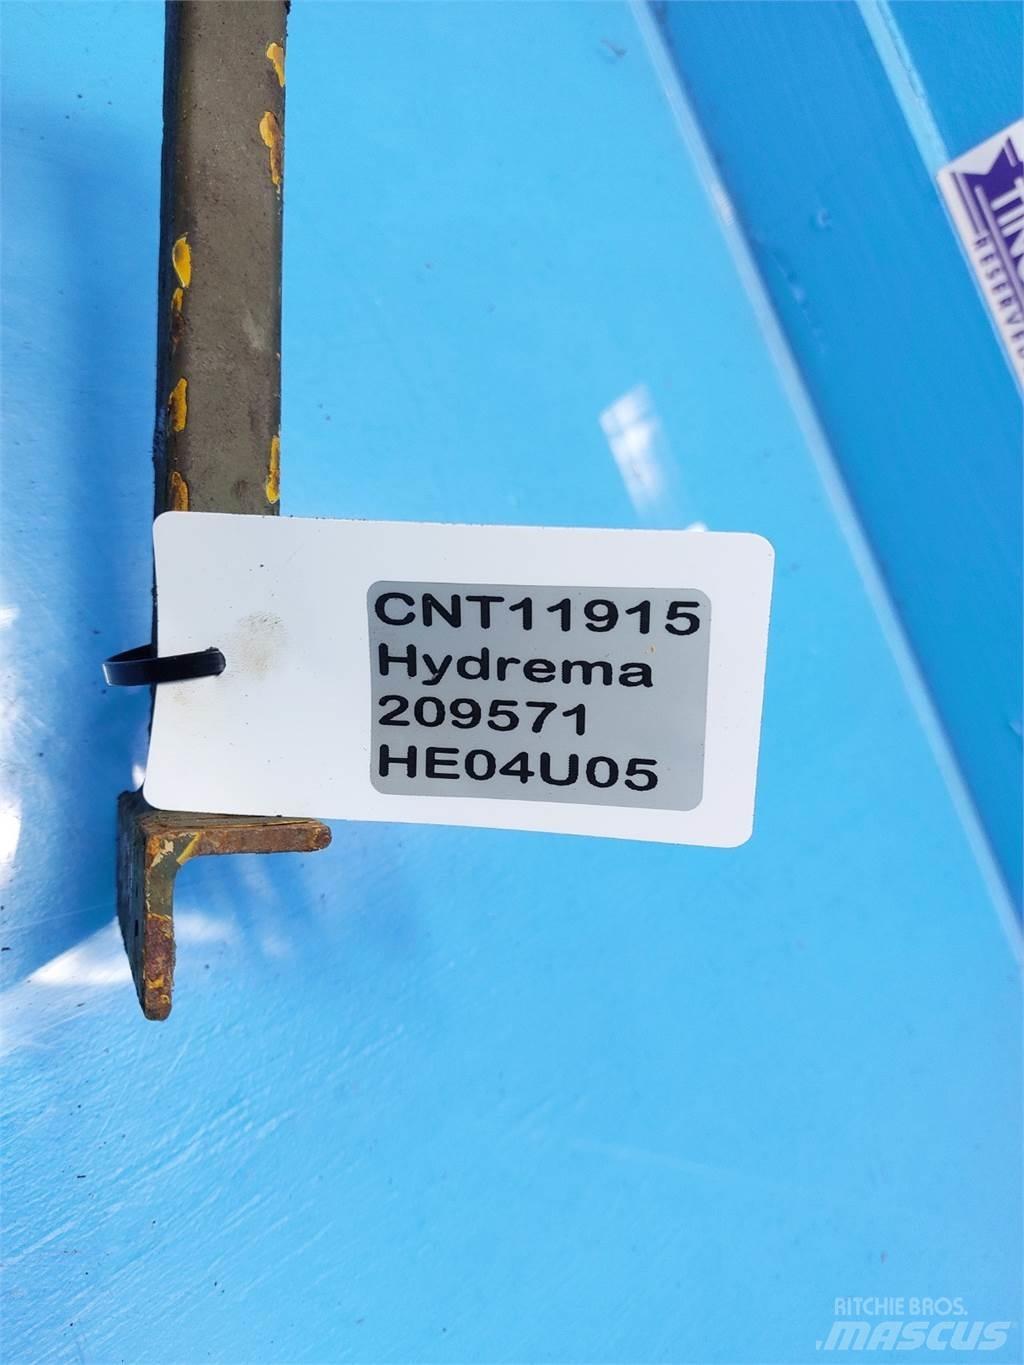 CNT11915
Hydrema
209571
HE04U05
RITCHIE BROS.
MASCUS